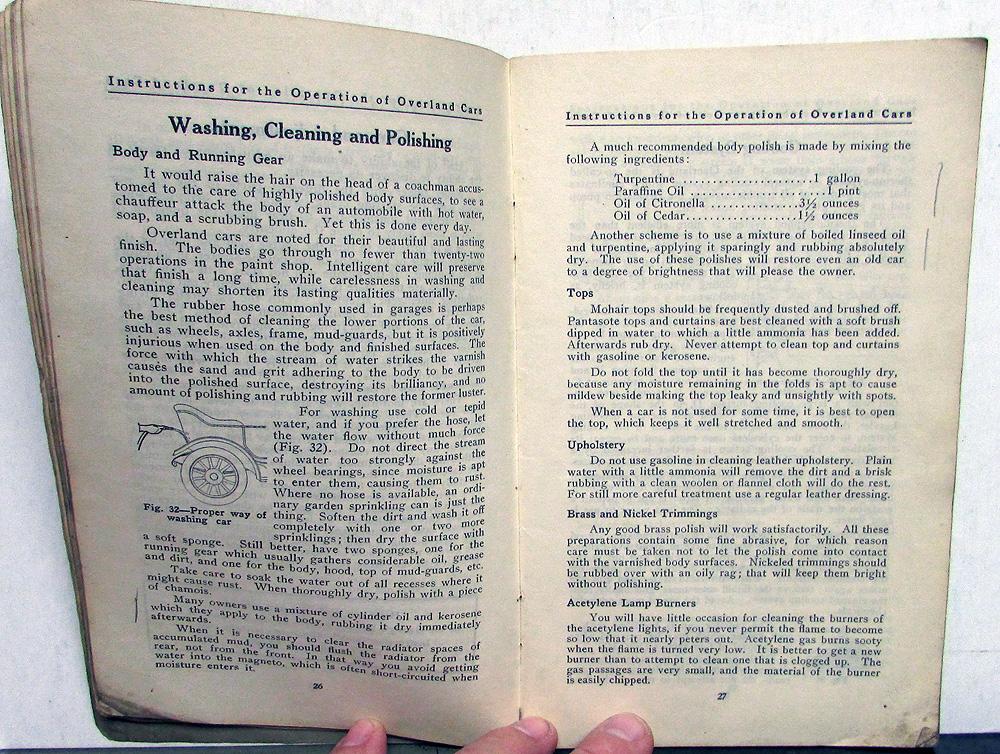 Instructions for the Operation of Overland Cars
Washing, Cleaning and Polishing
Body and Running Gear
It would raise the hair on the head of a coachman accus-
tomed to the care of highly polished body surfaces, to see a
chauffeur attack the body of an automobile with hot water,
soap, and a scrubbing brush. Yet this is done every day.
Overland cars are noted for their beautiful and lasting
finish. The bodies go through no fewer than twenty-two
operations in the paint shop. Intelligent care will preserve
that finish a long time, while carelessness in washing and
cleaning may shorten its lasting qualities materially.
The rubber hose commonly used in garages is perhaps
the best method of cleaning the lower portions of the car,
such as wheels, axles, frame, mud-guards, but it is positively
injurious when used on the body and finished surfaces. The
force with which the stream of water strikes the varnish
causes the sand and grit adhering to the body to be driven
into the polished surface, destroying its brilliancy, and no
amount of polishing and rubbing will restore the former luster.
For washing use cold or tepid
water, and if you prefer the hose, let
the water flow without much force
(Fig. 32). Do not direct the stream
of water too strongly against the
wheel bearings, since moisture is apt
to enter them, causing them to rust.
Where no hose is available, an ordi-
nary garden sprinkling can is just the
thing. Soften the dirt and wash it off
completely with one or two more
sprinklings; then dry the surface with
Fig. 32—Proper way of
washing car
a soft sponge. Still better, have two sponges, one for the
running gear which usually gathers considerable oil, grease
and dirt, and one for the body, hood, top of mud-guards, etc.
Take care to soak the water out of all recesses where it
might cause rust. When thoroughly dry, polish with a piece
of chamois.
Many owners use a mixture of cylinder oil and kerosene
which they apply to the body, rubbing it dry immediately
afterwards.
When it is necessary to clear the radiator spaces of
accumulated mud, you should flush the radiator from the
rear, not from the front. In that way you avoid getting
water into the magneto, which is often short-circuited when
moisture enters it.
26
Instructions for the Operation of Overland Cars
A much recommended body polish is made by mixing the
following ingredients:
Turpentine ......................1 gallon
Paraffine Oil .....................1 pint
Oil of Citronella .............3½ ounces
Oil of Cedar..................1½ ounces
Another scheme is to use a mixture of boiled linseed oil
and turpentine, applying it sparingly and rubbing absolutely
dry. The use of these polishes will restore even an old car
to a degree of brightness that will please the owner.
Tops
Mohair tops should be frequently dusted and brushed off.
Pantasote tops and curtains are best cleaned with a soft brush
dipped in water to which a little ammonia has been added.
Afterwards rub dry. Never attempt to clean top and curtains
with gasoline or kerosene.
Do not fold the top until it has become thoroughly dry,
because any moisture remaining in the folds is apt to cause
mildew beside making the top leaky and unsightly with spots.
When a car is not used for some time, it is best to open
the top, which keeps it well stretched and smooth.
Upholstery
Do not use gasoline in cleaning leather upholstery. Plain
water with a little ammonia will remove the dirt and a brisk
rubbing with a clean woolen or flannel cloth will do the rest.
For still more careful treatment use a regular leather dressing.
Brass and Nickel Trimmings
Any good brass polish will work satisfactorily. All these
preparations contain some fine abrasive, for which reason
care must be taken not to let the polish come into contact
with the varnished body surfaces. Nickeled trimmings should
be rubbed over with an oily rag; that will keep them bright
without polishing.
Acetylene Lamp Burners
You will have little occasion for cleaning the burners of
the acetylene lights, if you never permit the flame to become
so low that it nearly peters out. Acetylene gas burns sooty
when the flame is turned very low. It is better to get a new
burner than to attempt to clean one that is clogged up. The
gas passages are very small, and the material of the burner
is easily chipped.
27